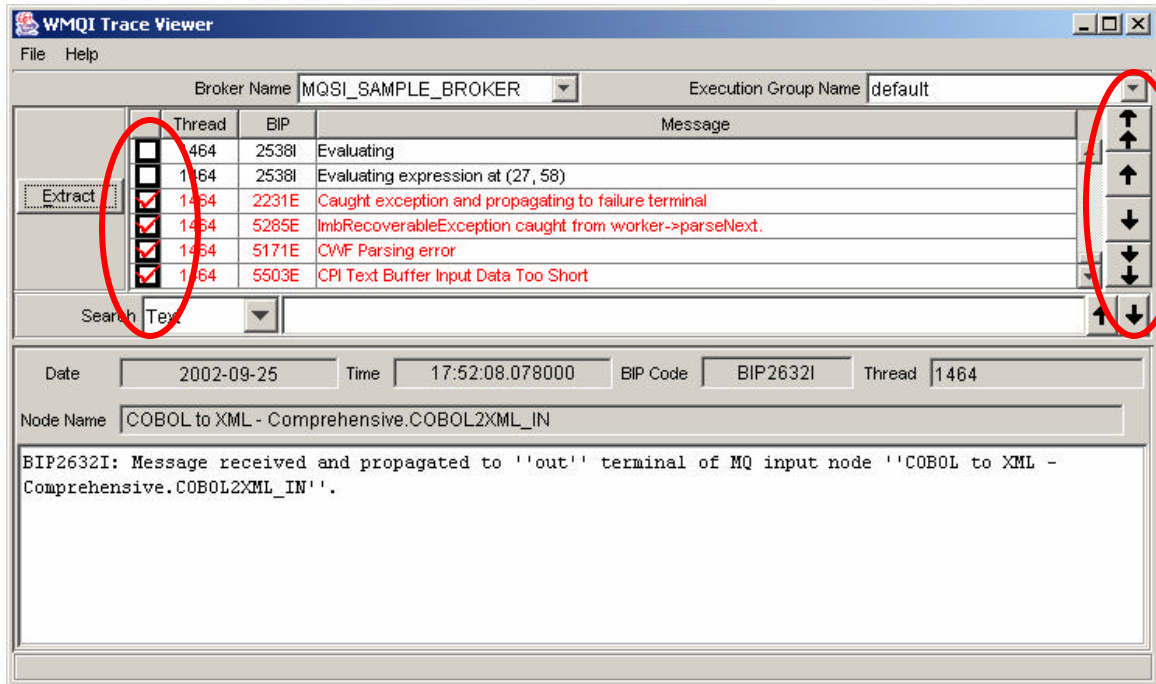 WMQI Trace Viewer
File Help
Broker Name MQSI_SAMPLE_BROKER Execution Group Name default
Thread BIP Message
1464 2538I Evaluating
1464 2538I Evaluating expression at (27, 58)
Extract
1464 2231E Caught exception and propagating to failure terminal
1464 5285E ImbRecoverableException caught from worker->parseNext.
1464 5171E CWF Parsing error
1464 5503E CPI Text Buffer Input Data Too Short
Search Text
Date 2002-09-25 Time 17:52:08.078000 BIP Code BIP2632I Thread 1464
Node Name COBOL to XML - Comprehensive.COBOL2XML_IN
BIP2632I: Message received and propagated to ''out'' terminal of MQ input node ''COBOL to XML -
Comprehensive.COBOL2XML_IN''.